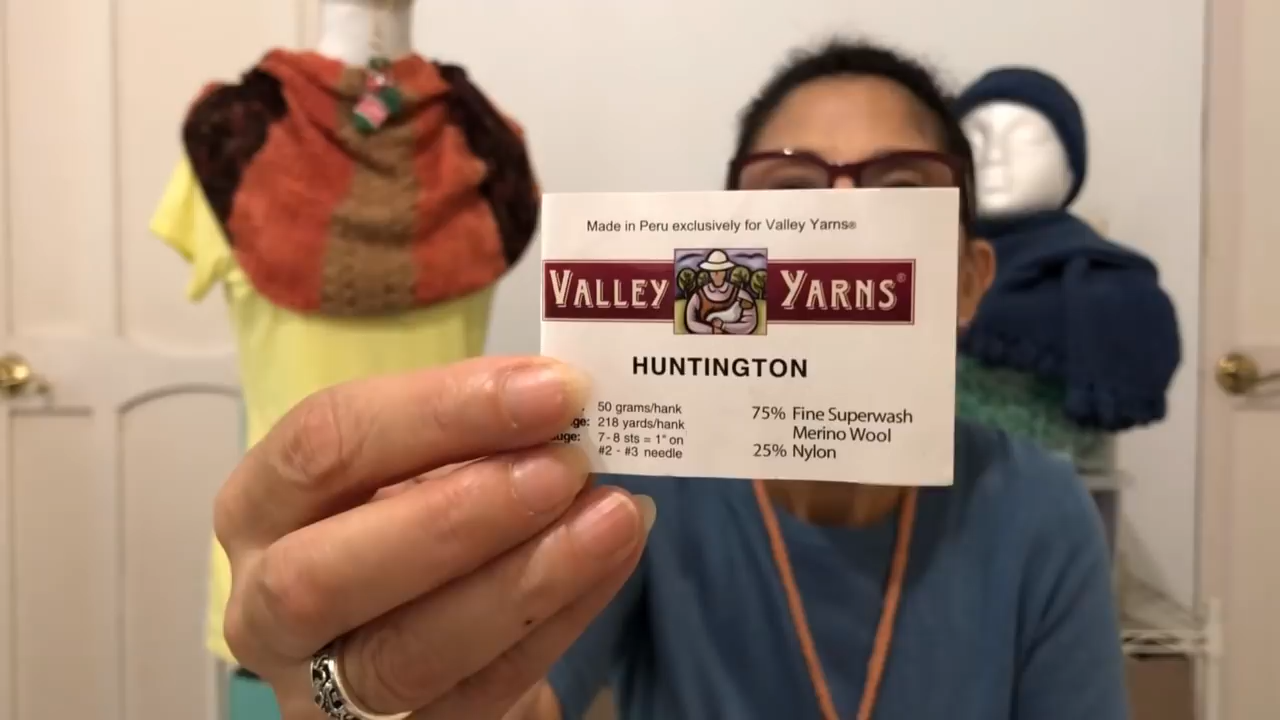 Made in Peru exclusively for Valley Yarns®
VALLEY YARNS®
HUNTINGTON
50 grams/hank
218 yards/hank
7-8 sts = 1" on
#2 - #3 needle
75% Fine Superwash
Merino Wool
25% Nylon